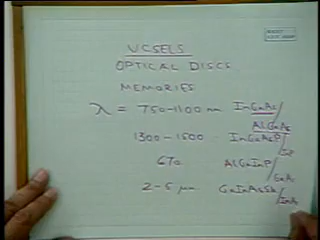 VCSELS
OPTICAL DISCS
MEMORIES
λ = 750-1100 nm InGaAs/
AlGaAs
1300-1500 - InGaAsP/
InP
670 AlGaInP/
GaAs
2-5 μm GaInAsSb/
InAs